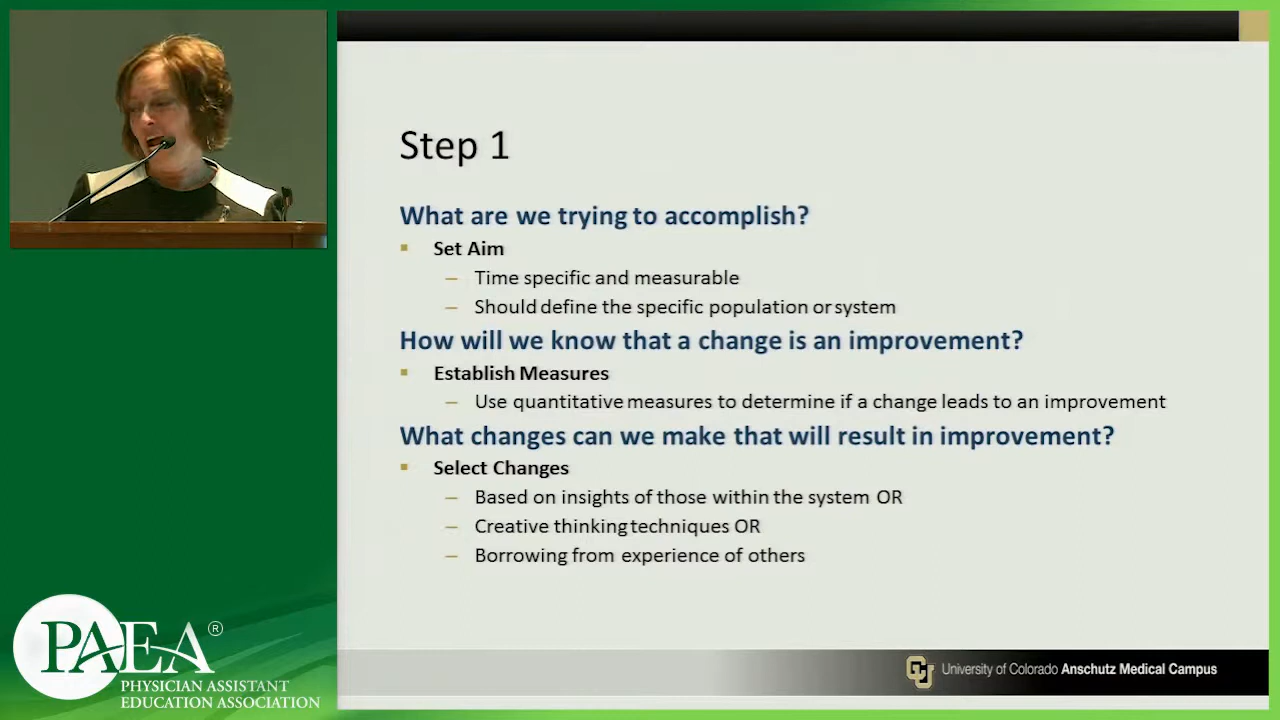 Step 1
What are we trying to accomplish?
Set Aim
Time specific and measurable
Should define the specific population or system
How will we know that a change is an improvement?
Establish Measures
Use quantitative measures to determine if a change leads to an improvement
What changes can we make that will result in improvement?
Select Changes
Based on insights of those within the system OR
Creative thinking techniques OR
Borrowing from experience of others
PAEA®
PHYSICIAN ASSISTANT
EDUCATION ASSOCIATION
CU University of Colorado Anschutz Medical Campus